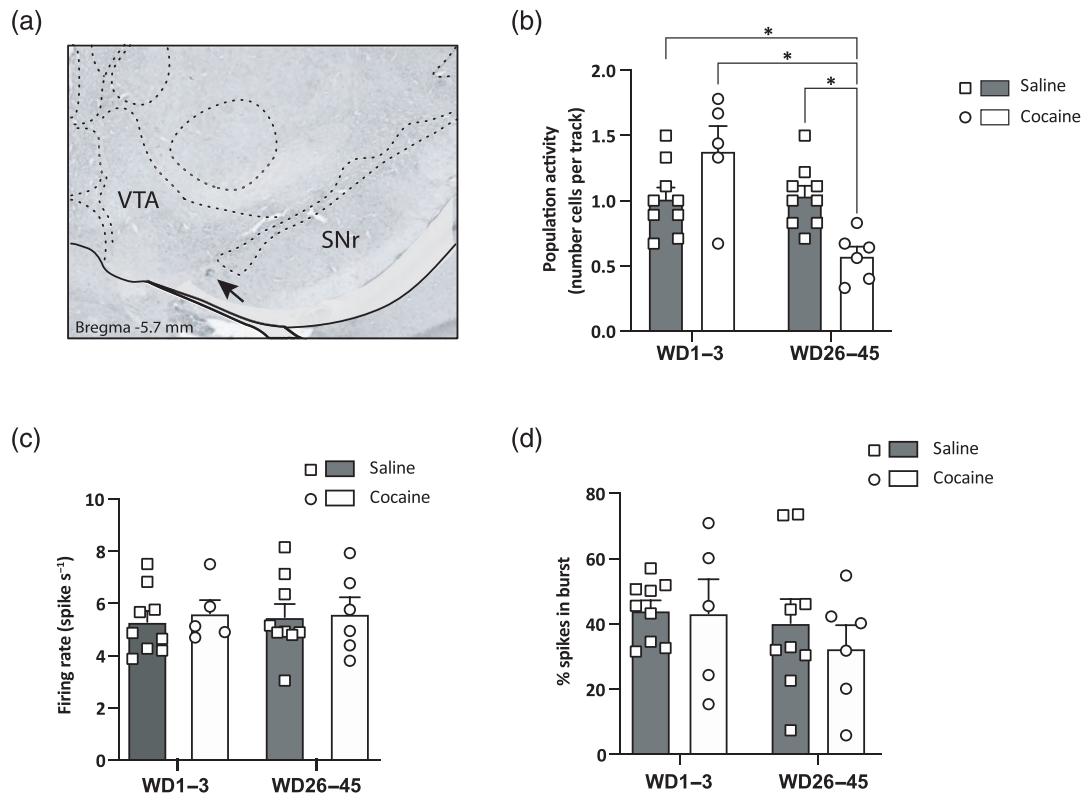 (a)
VTA
SNr
Bregma -5.7 mm
(b)
* 
*
*
Population activity
(number cells per track)
2.0
1.5
1.0
0.5
0.0
WD1–3
WD26–45
Saline
Cocaine
(c)
Saline
Cocaine
Firing rate (spike s⁻¹)
10
8
6
4
2
0
WD1–3
WD26–45
(d)
Saline
Cocaine
% spikes in burst
80
60
40
20
0
WD1–3
WD26–45